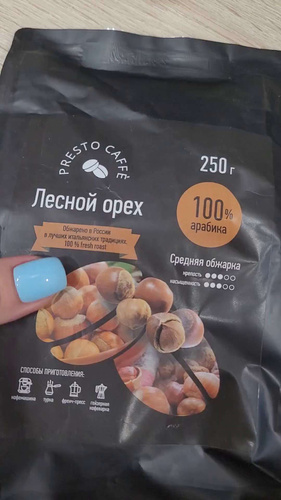 PRESTO CAFFÈ
250 г
Лесной орех
100%
арабика
Обжарено в России
в лучших итальянских традициях.
100 % fresh roast
Средняя обжарка
крепость
насыщенность
СПОСОБЫ ПРИГОТОВЛЕНИЯ:
кофемашина турка френч-пресс гейзерная
кофеварка